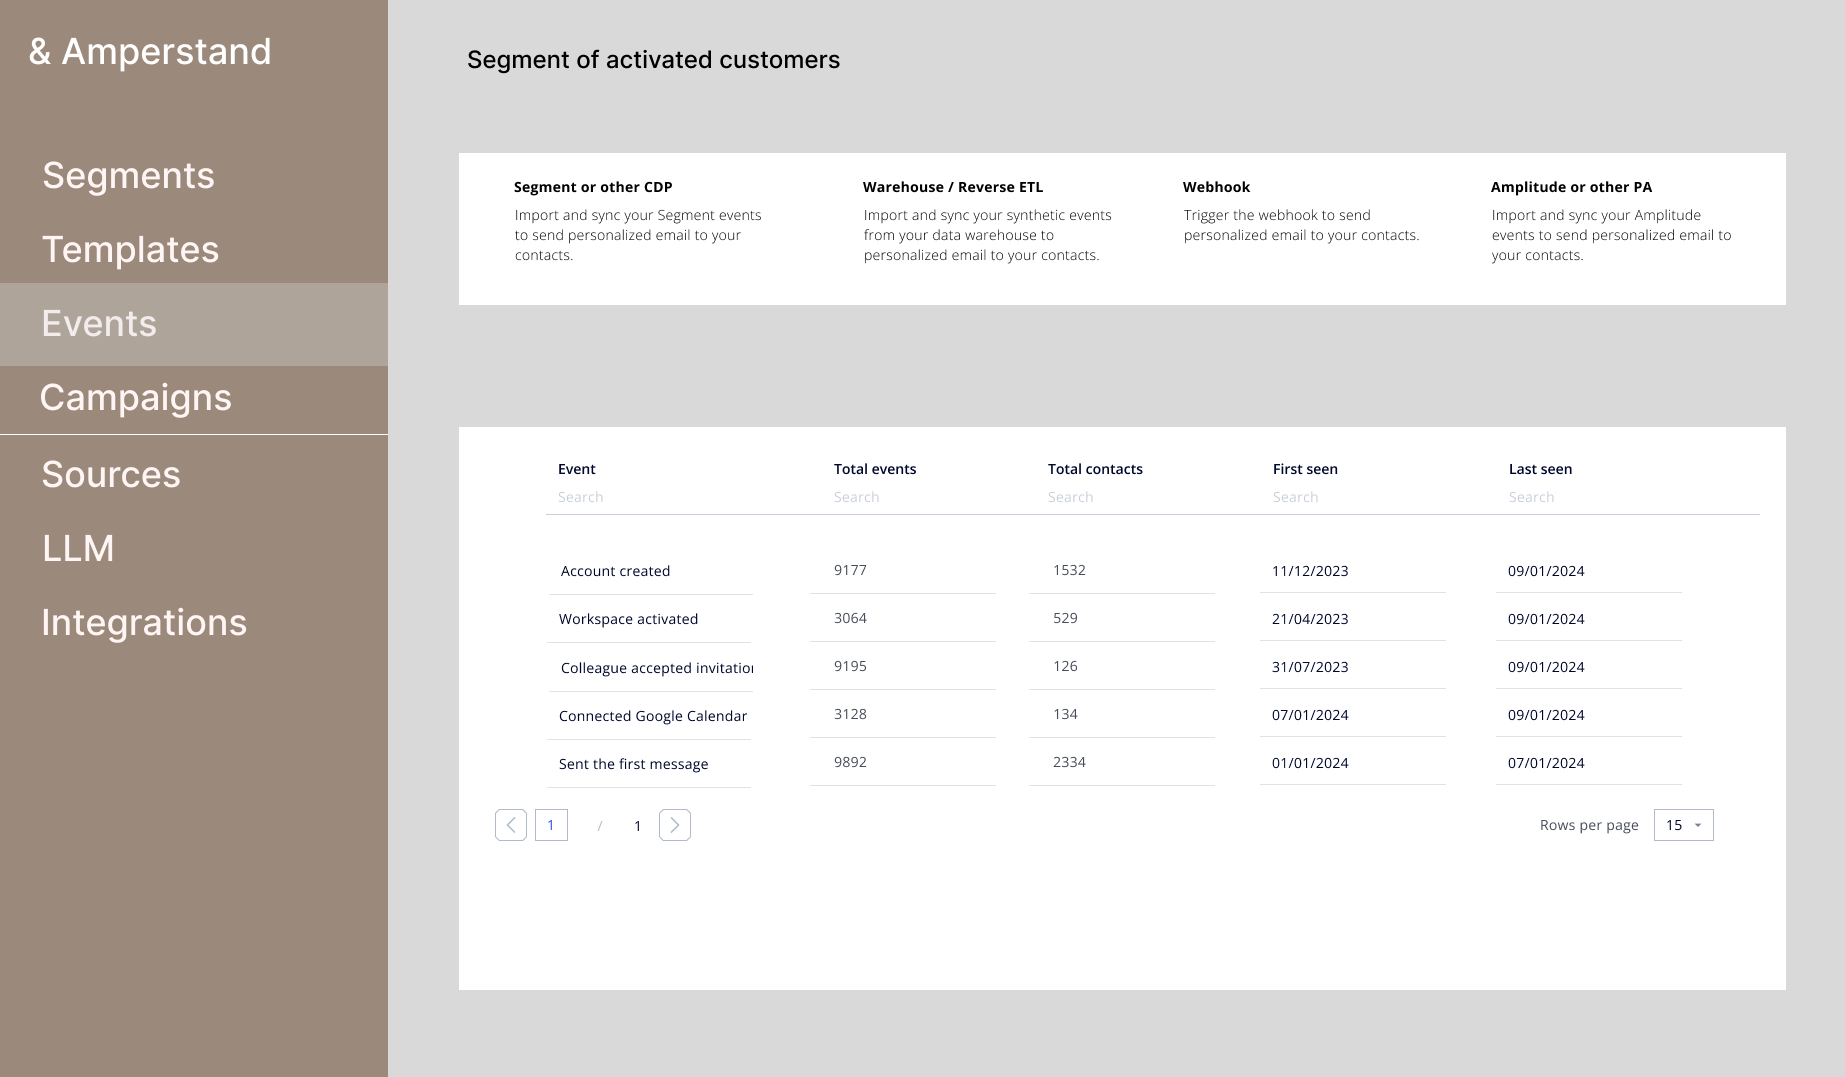 & Amperstand
Segments
Templates
Events
Campaigns
Sources
LLM
Integrations
Segment of activated customers
Segment or other CDP
Import and sync your Segment events
to send personalized email to your
contacts.
Warehouse / Reverse ETL
Import and sync your synthetic events
from your data warehouse to
personalized email to your contacts.
Webhook
Trigger the webhook to send
personalized email to your contacts.
Amplitude or other PA
Import and sync your Amplitude
events to send personalized email to
your contacts.
Event Total events Total contacts First seen Last seen
Search Search Search Search Search
Account created 9177 1532 11/12/2023 09/01/2024
Workspace activated 3064 529 21/04/2023 09/01/2024
Colleague accepted invitation 9195 126 31/07/2023 09/01/2024
Connected Google Calendar 3128 134 07/01/2024 09/01/2024
Sent the first message 9892 2334 01/01/2024 07/01/2024
1 / 1 Rows per page 15